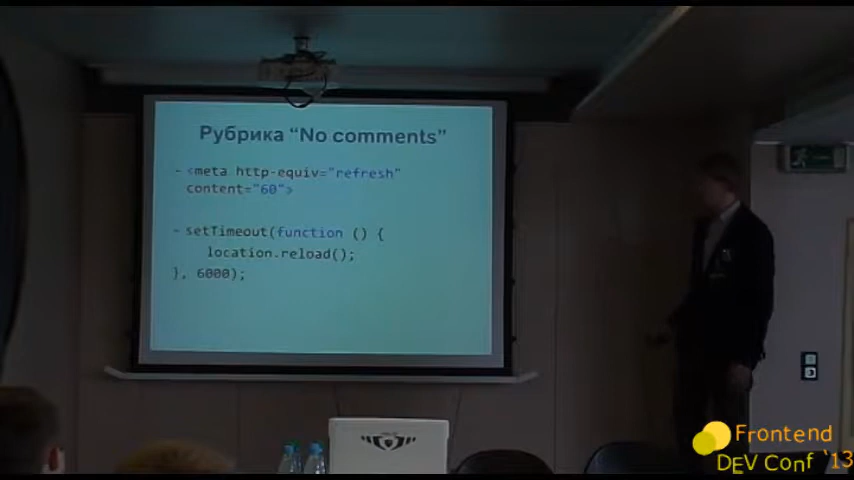 Рубрика “No comments”
- <meta http-equiv="refresh"
content="60">
- setTimeout(function () {
location.reload();
}, 6000);
Frontend
DEV Conf '13